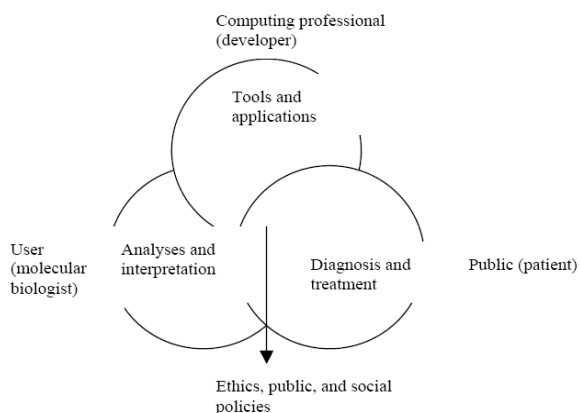 Computing professional
(developer)
Tools and
applications
User
(molecular
biologist)
Analyses and
interpretation
Diagnosis and
treatment
Public (patient)
Ethics, public, and social
policies